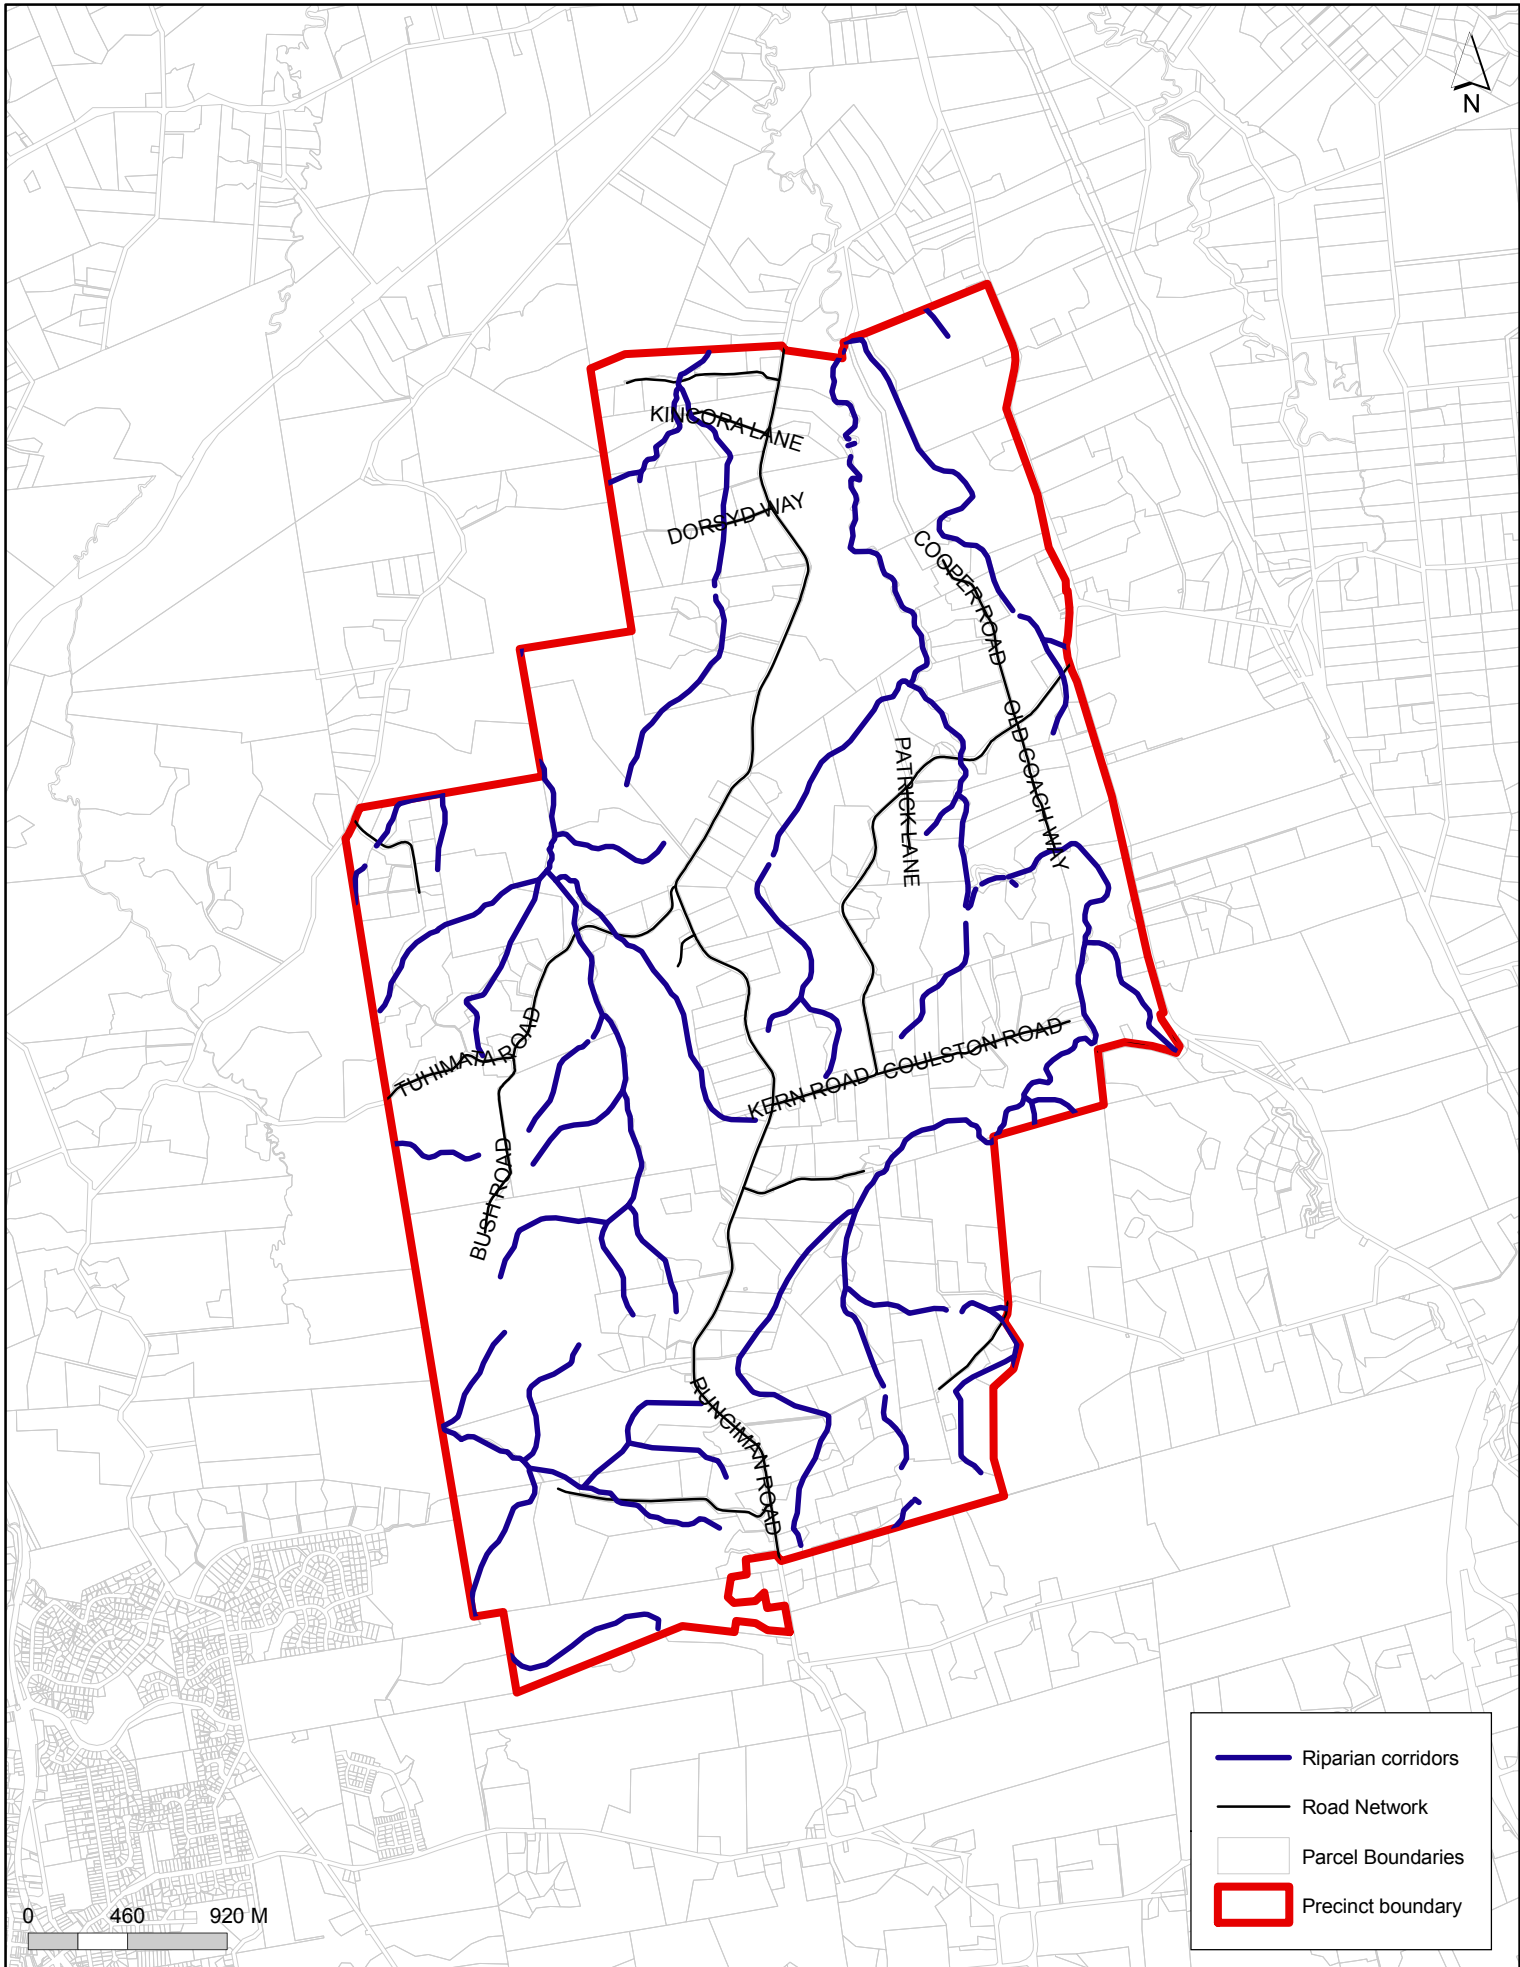 N
KINCORA LANE
DORSYD WAY
COOPER ROAD
OLD COACH WAY
PATRICK LANE
TUHIMATA ROAD
KERN ROAD
COULSTON ROAD
BUSH ROAD
RUNCIMAN ROAD
Riparian corridors
Road Network
Parcel Boundaries
Precinct boundary
0 460 920 M